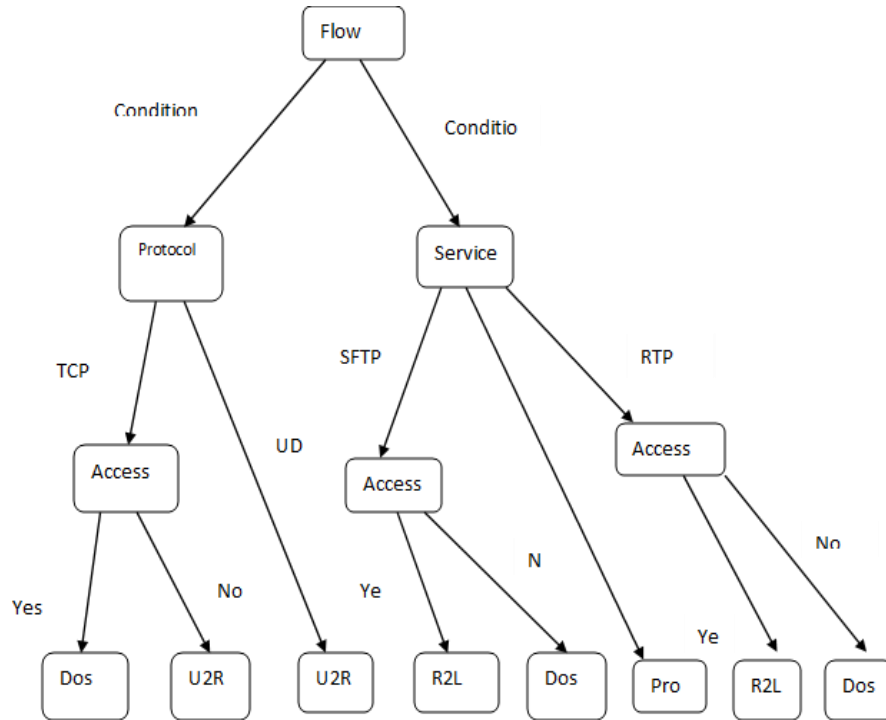 Flow
Condition
Conditio
Protocol
Service
SFTP
RTP
TCP
UD
Access
Access
Access
Yes
No
Ye
N
Ye
No
Dos
U2R
U2R
R2L
Dos
Pro
R2L
Dos